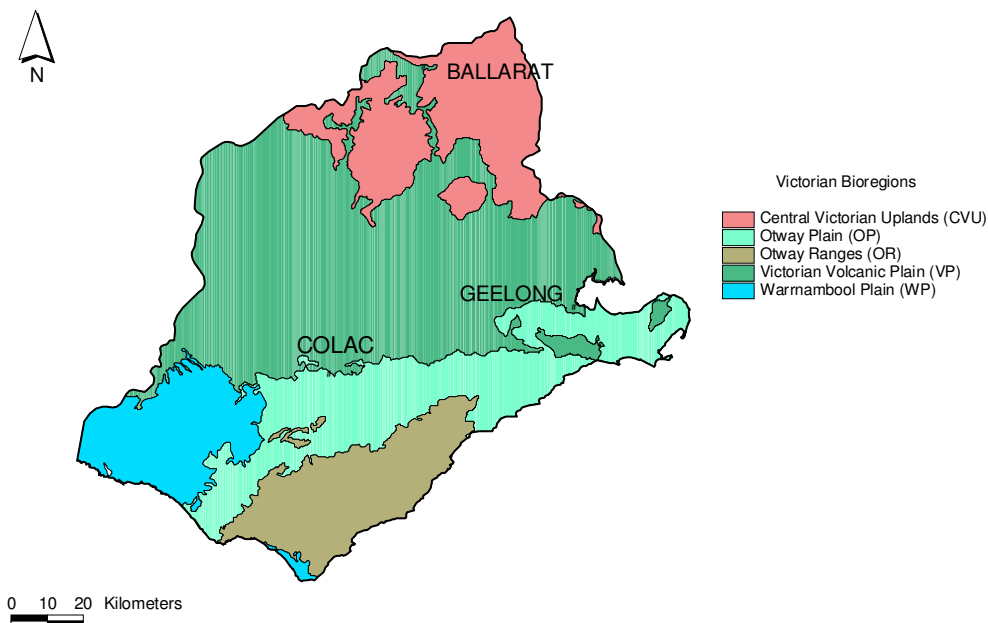 N
BALLARAT
GEELONG
COLAC
Victorian Bioregions
Central Victorian Uplands (CVU)
Otway Plain (OP)
Otway Ranges (OR)
Victorian Volcanic Plain (VP)
Warrnambool Plain (WP)
0 10 20 Kilometers